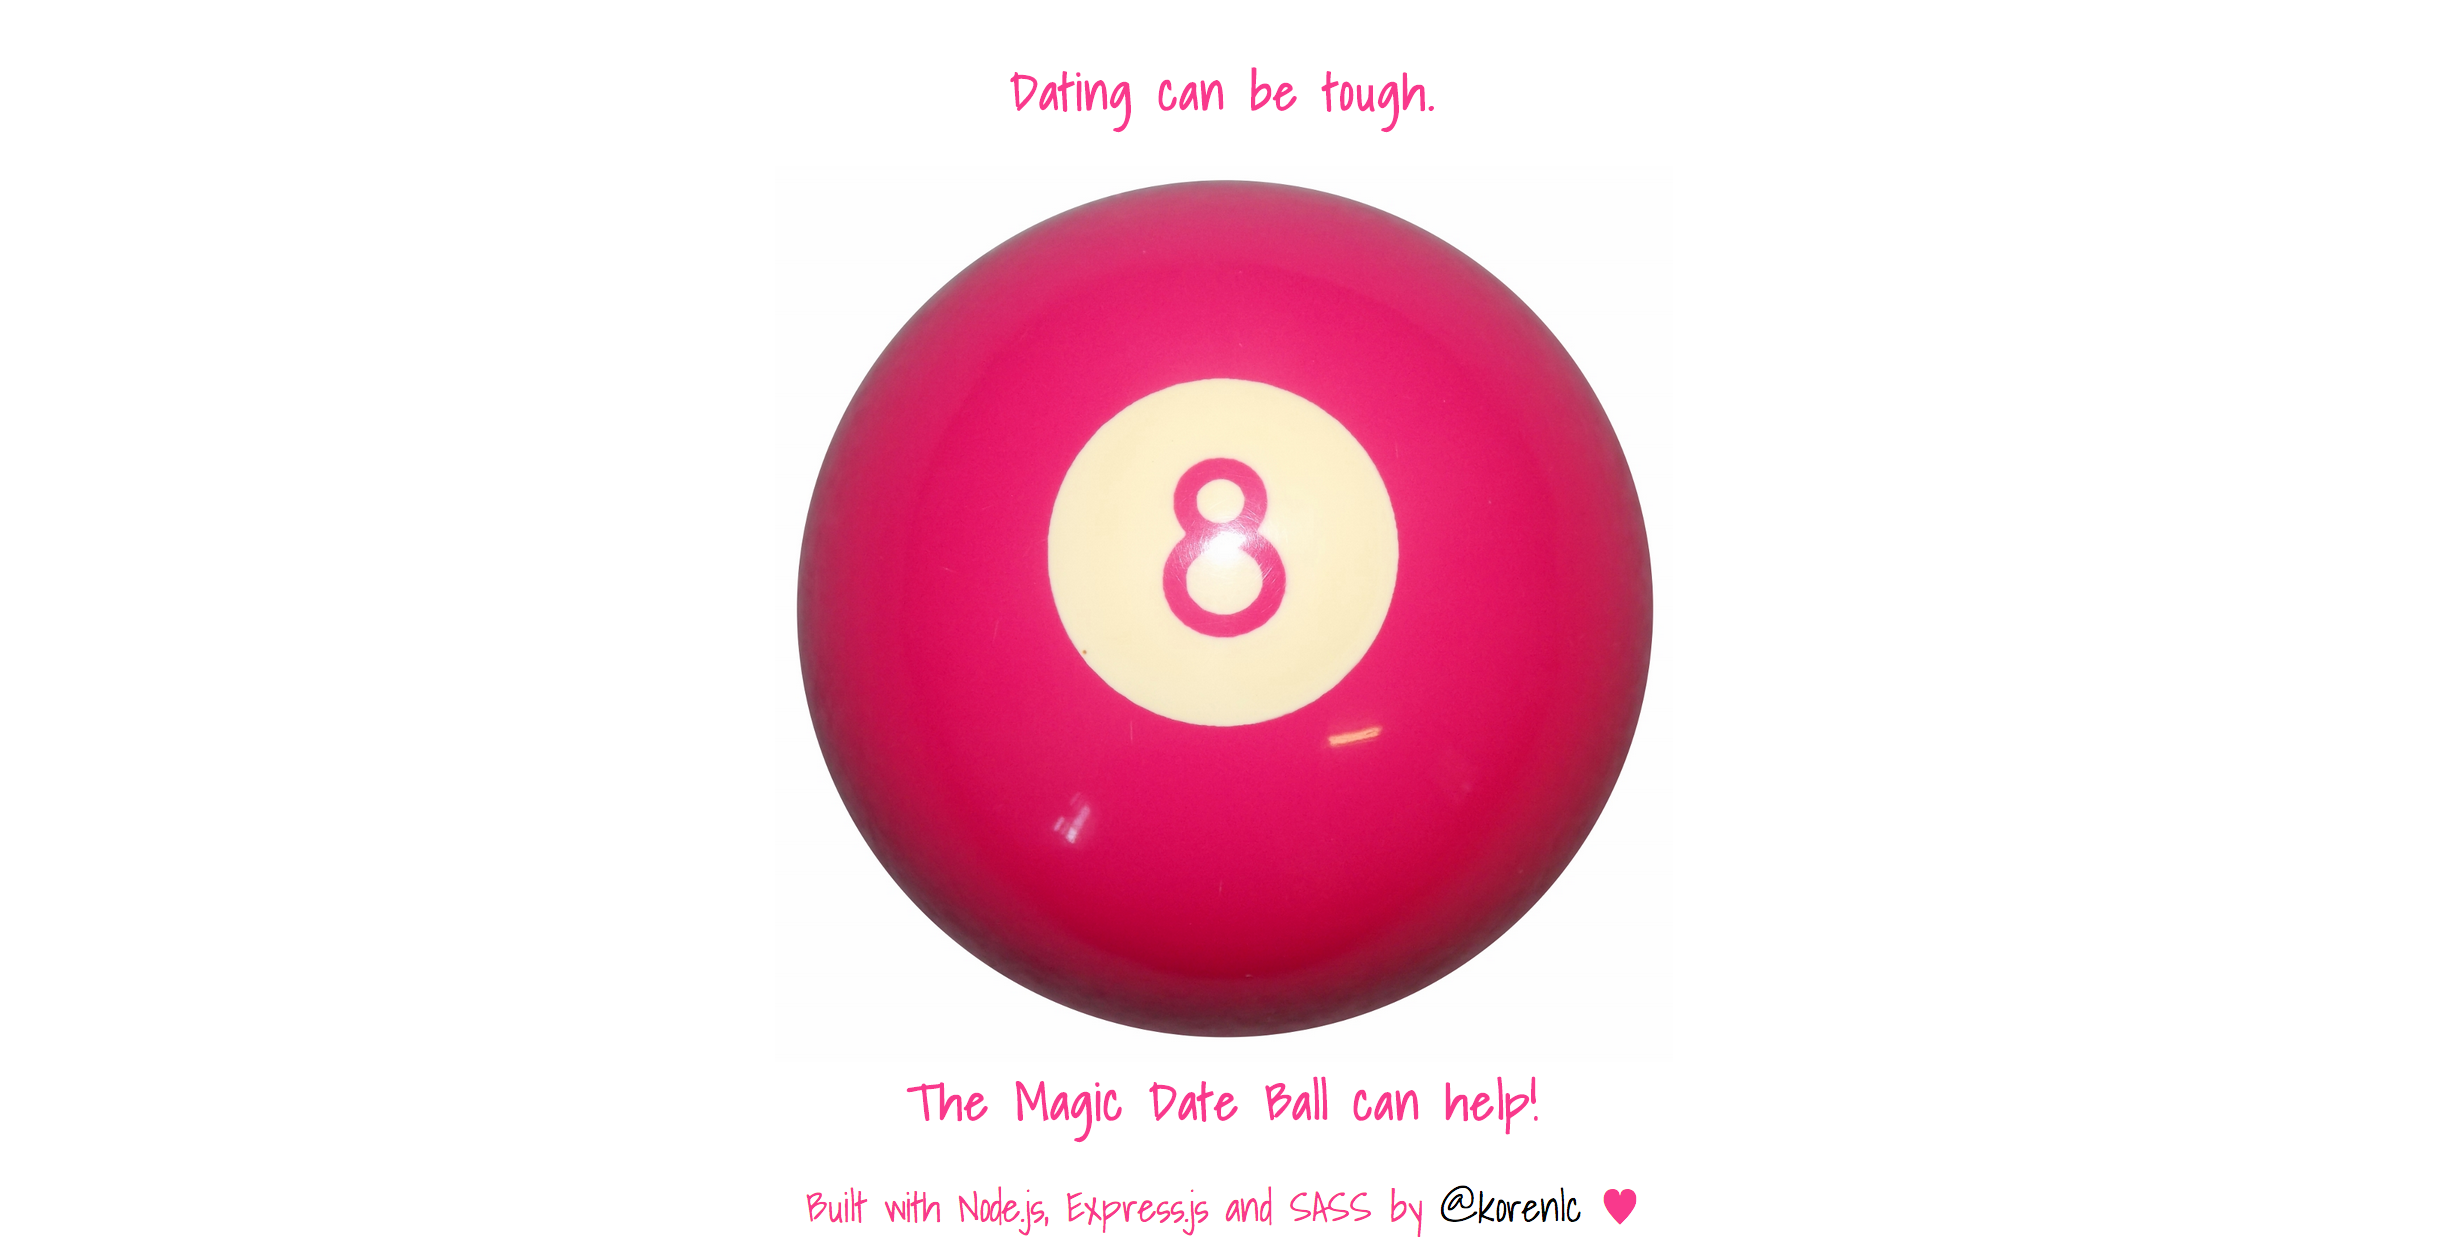 Dating can be tough.
8
The Magic Date Ball can help!
Built with Node.js, Express.js and SASS by @korenlc ♥